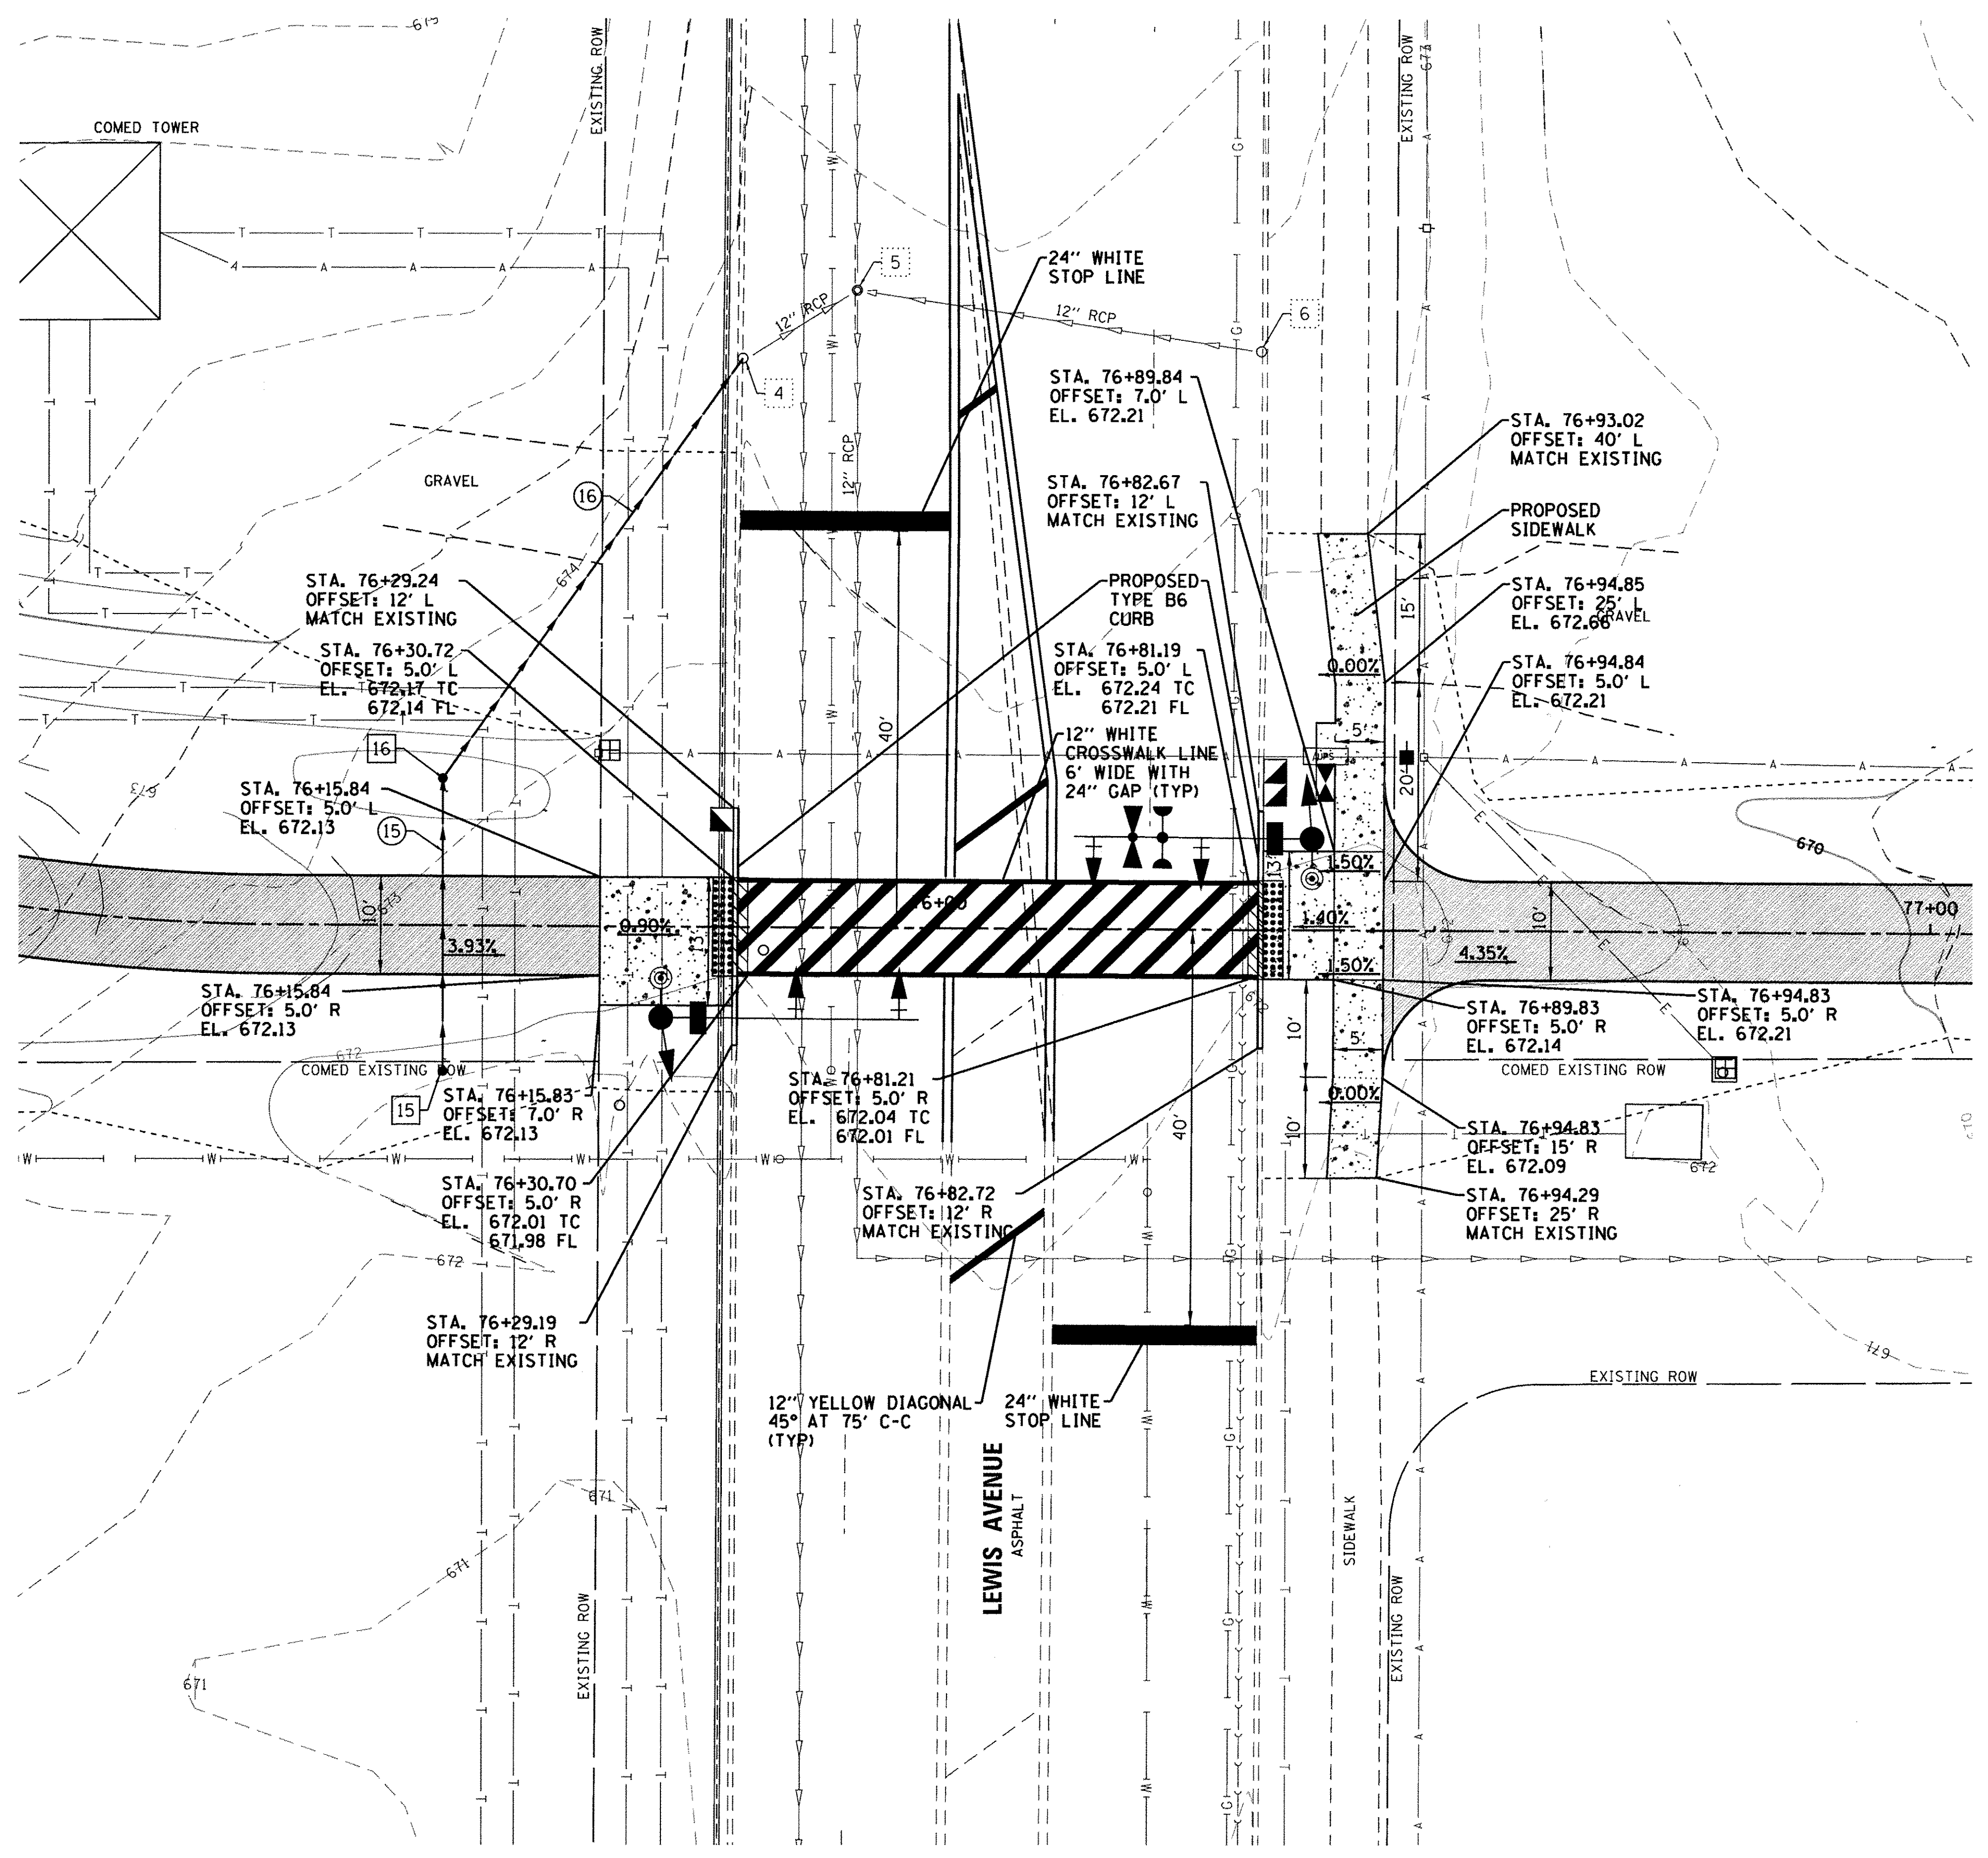 675
EXISTING ROW
EXISTING ROW
677
COMED TOWER
T T T T T
A A A A A
5
24" WHITE
STOP LINE
12" RCP
12" RCP
6
4
STA. 76+89.84
OFFSET: 7.0' L
EL. 672.21
STA. 76+93.02
OFFSET: 40' L
MATCH EXISTING
12" RCP
GRAVEL
16
STA. 76+82.67
OFFSET: 12' L
MATCH EXISTING
PROPOSED
SIDEWALK
674
STA. 76+29.24
OFFSET: 12' L
MATCH EXISTING
PROPOSED
TYPE B6
CURB
STA. 76+94.85
OFFSET: 25' L
EL. 672.66
GRAVEL
15'
STA. 76+30.72
OFFSET: 5.0' L
EL. 672.17 TC
672.14 FL
STA. 76+81.19
OFFSET: 5.0' L
EL. 672.24 TC
672.21 FL
0.00%
STA. 76+94.84
OFFSET: 5.0' L
EL. 672.21
40'
12" WHITE
CROSSWALK LINE
6' WIDE WITH
24" GAP (TYP)
5'
20'
16
673
STA. 76+15.84
OFFSET: 5.0' L
EL. 672.13
15
670
13'
1.50%
10'
673
3.93%
0.90%
13'
76+00
1.40%
1.50%
672
671
4.35%
10'
77+00
STA. 76+15.84
OFFSET: 5.0' R
EL. 672.13
STA. 76+89.83
OFFSET: 5.0' R
EL. 672.14
STA. 76+94.83
OFFSET: 5.0' R
EL. 672.21
672
COMED EXISTING ROW
10'
5'
COMED EXISTING ROW
15
STA. 76+15.83
OFFSET: 7.0' R
EL. 672.13
STA. 76+81.21
OFFSET: 5.0' R
EL. 672.04 TC
672.01 FL
40'
0.00%
10'
STA. 76+94.83
OFFSET: 15' R
EL. 672.09
672
STA. 76+30.70
OFFSET: 5.0' R
EL. 672.01 TC
671.98 FL
STA. 76+82.72
OFFSET: 12' R
MATCH EXISTING
STA. 76+94.29
OFFSET: 25' R
MATCH EXISTING
672
STA. 76+29.19
OFFSET: 12' R
MATCH EXISTING
671
EXISTING ROW
12" YELLOW DIAGONAL
45° AT 75' C-C
(TYP)
24" WHITE
STOP LINE
LEWIS AVENUE
ASPHALT
SIDEWALK
671
671
671
EXISTING ROW
EXISTING ROW